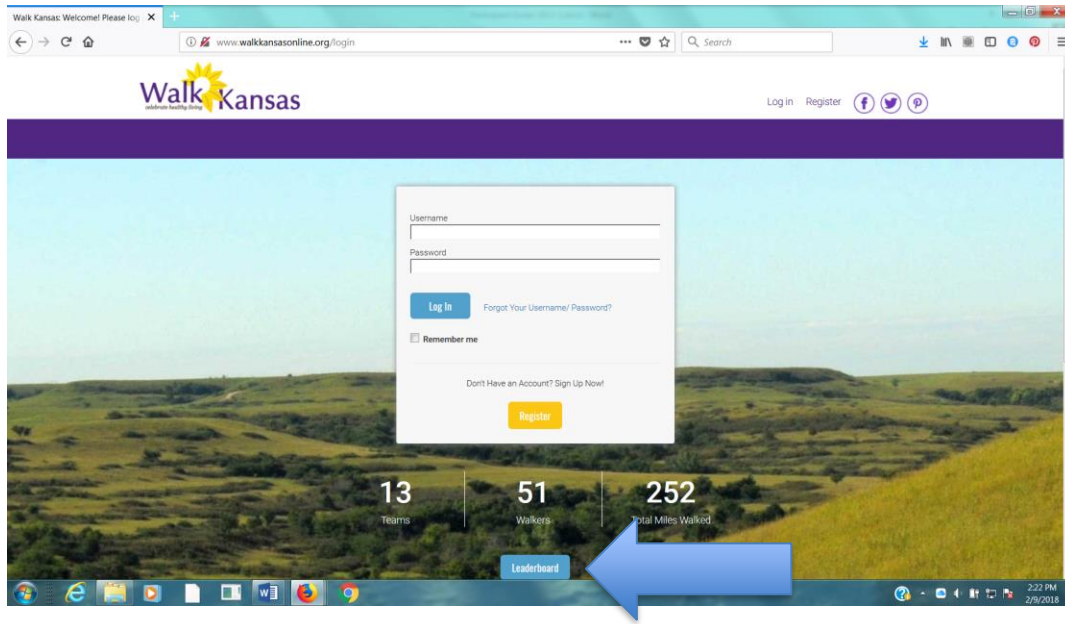 Walk Kansas: Welcome! Please log
www.walkkansasonline.org/login
Search
Walk Kansas
celebrate healthy living
Log in Register
Username
Password
Log In Forgot Your Username/ Password?
Remember me
Don't Have an Account? Sign Up Now!
Register
13 51 252
Teams Walkers Total Miles Walked
Leaderboard
2:22 PM
2/9/2018